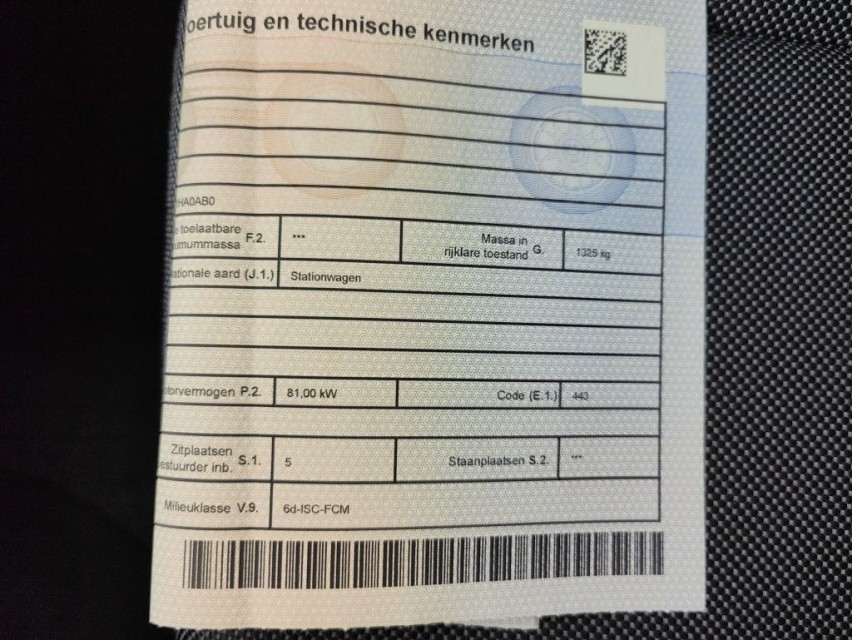 oertuig en technische kenmerken
HA0AB0
toelaatbare
F.2.
***
Massa in
rijklare toestand G.
1325 kg
ationale aard (J.1.)
Stationwagen
orvermogen P.2.
81,00 kW
Code (E.1.)
443
Zitplaatsen
estuurder inb.
S.1.
5
Staanplaatsen S.2.
***
Milieuklasse V.9.
6d-ISC-FCM